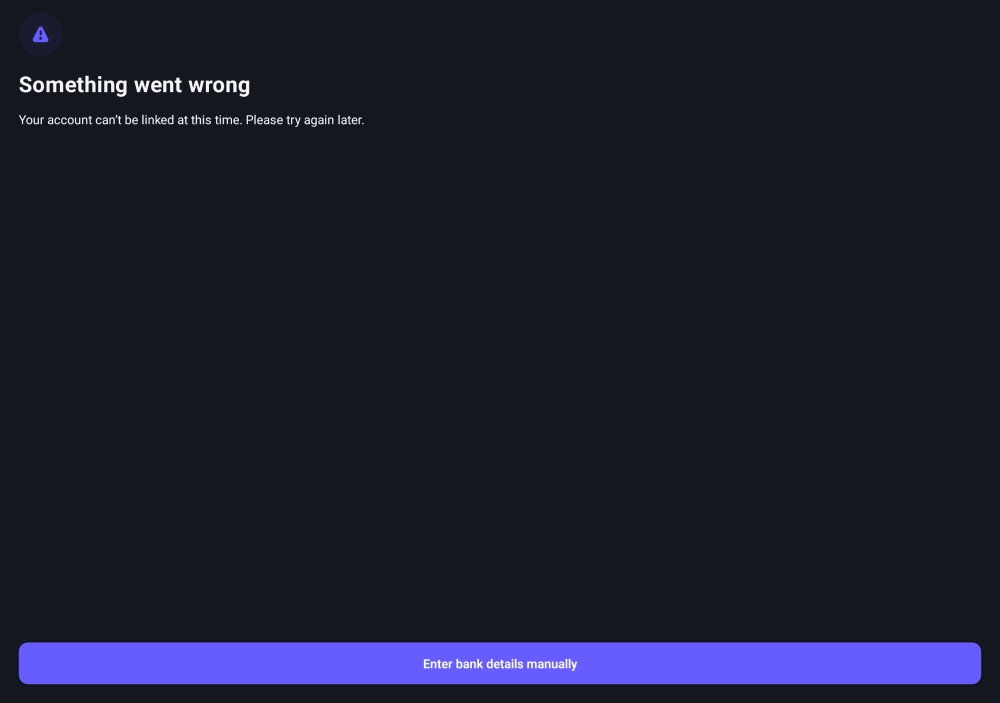 Something went wrong
Your account can't be linked at this time. Please try again later.
Enter bank details manually